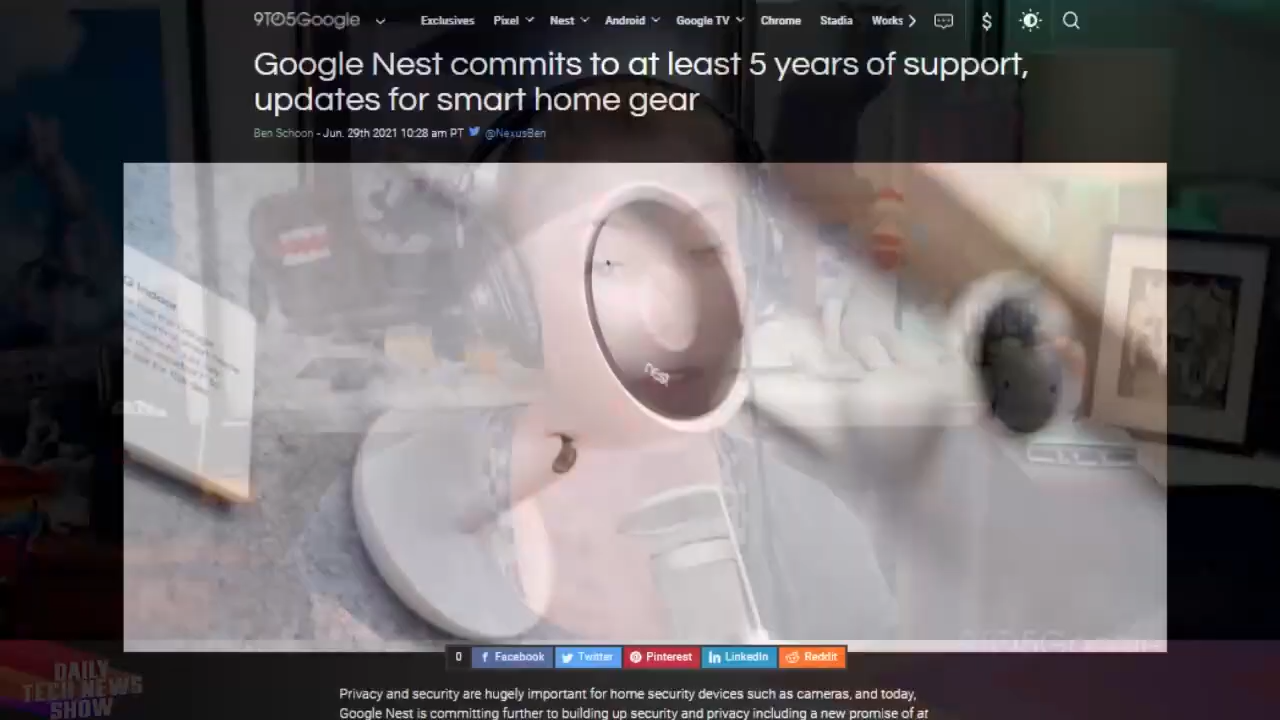 9TO5Google
Exclusives Pixel Nest Android Google TV Chrome Stadia Works
Google Nest commits to at least 5 years of support,
updates for smart home gear
Ben Schoon - Jun. 29th 2021 10:28 am PT @NexusBen
nest
0 Facebook Twitter Pinterest LinkedIn Reddit
DAILY
TECH NEWS
SHOW
Privacy and security are hugely important for home security devices such as cameras, and today,
Google Nest is committing further to building up security and privacy including a new promise of at